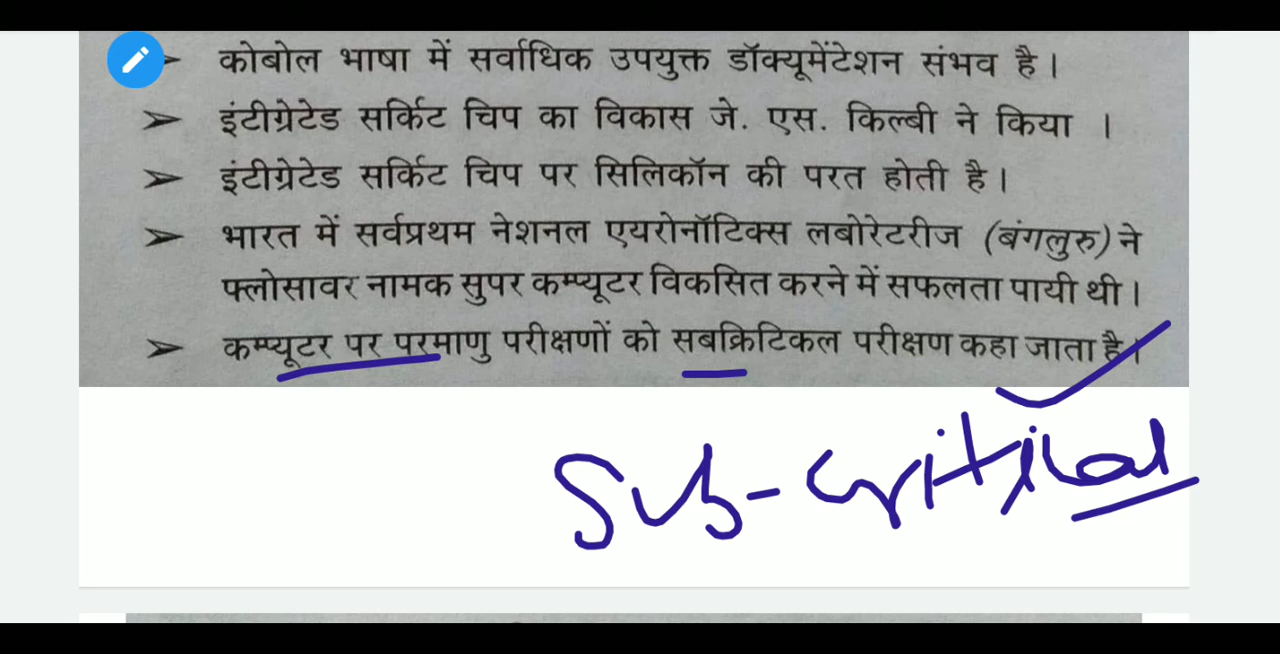 कोबोल भाषा में सर्वाधिक उपयुक्त डॉक्यूमेंटेशन संभव है।
इंटीग्रेटेड सर्किट चिप का विकास जे. एस. किल्बी ने किया ।
इंटीग्रेटेड सर्किट चिप पर सिलिकॉन की परत होती है।
भारत में सर्वप्रथम नेशनल एयरोनॉटिक्स लबोरेटरीज (बंगलुरु) ने
फ्लोसावर नामक सुपर कम्प्यूटर विकसित करने में सफलता पायी थी।
कम्प्यूटर पर परमाणु परीक्षणों को सबक्रिटिकल परीक्षण कहा जाता है।
Sub-critical